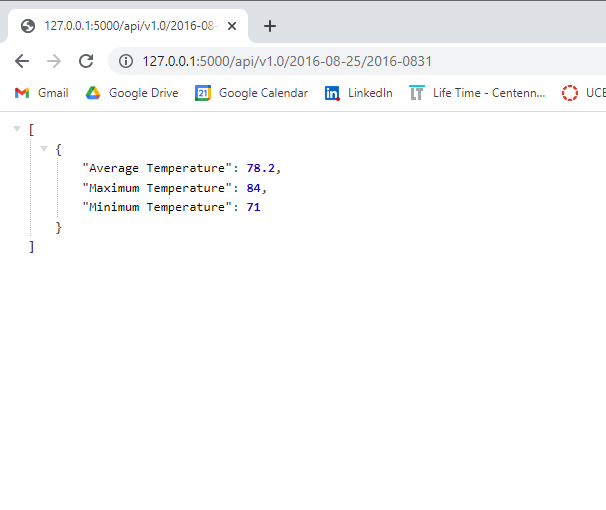 127.0.0.1:5000/api/v1.0/2016-08-
127.0.0.1:5000/api/v1.0/2016-08-25/2016-0831
Gmail Google Drive 21 Google Calendar in LinkedIn LT Life Time - Centenn... UCB
[
{
"Average Temperature": 78.2,
"Maximum Temperature": 84,
"Minimum Temperature": 71
}
]